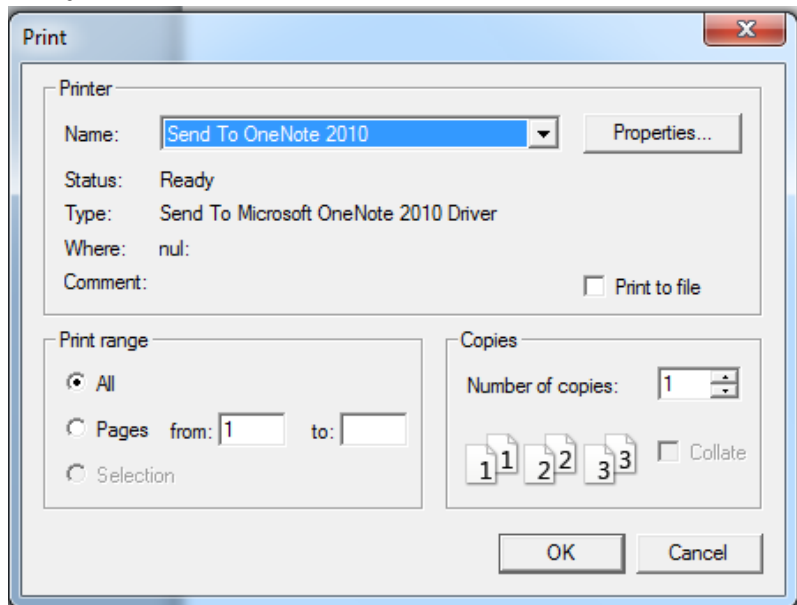 Print
X
Printer
Name: Send To OneNote 2010 Properties...
Status: Ready
Type: Send To Microsoft OneNote 2010 Driver
Where: nul:
Comment: Print to file
Print range
All
Pages from: 1 to:
Selection
Copies
Number of copies: 1
1 1 2 2 3 3 Collate
OK Cancel